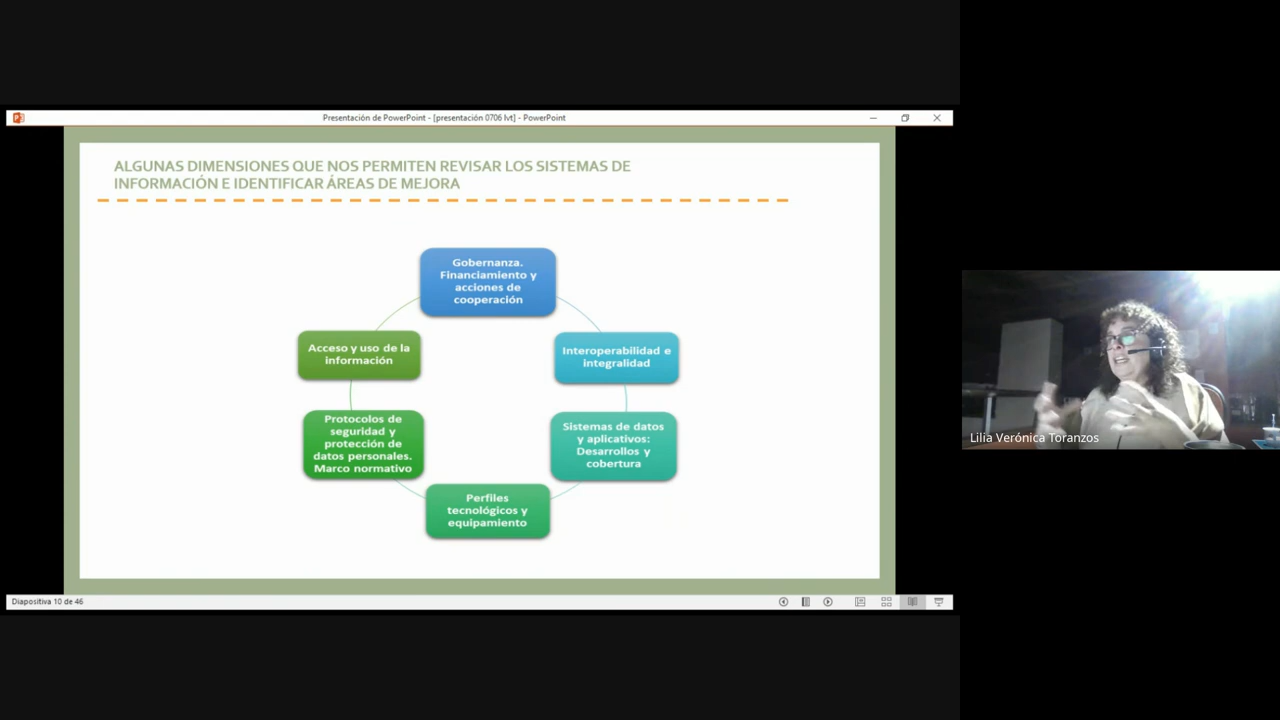 Presentación de PowerPoint - [presentación 0706 lvt] - PowerPoint
ALGUNAS DIMENSIONES QUE NOS PERMITEN REVISAR LOS SISTEMAS DE
INFORMACIÓN E IDENTIFICAR ÁREAS DE MEJORA
Gobernanza.
Financiamiento y
acciones de
cooperación
Interoperabilidad e
integralidad
Sistemas de datos
y aplicativos:
Desarrollos y
cobertura
Perfiles
tecnológicos y
equipamiento
Protocolos de
seguridad y
protección de
datos personales.
Marco normativo
Acceso y uso de la
información
Diapositiva 10 de 46
Lilia Verónica Toranzos